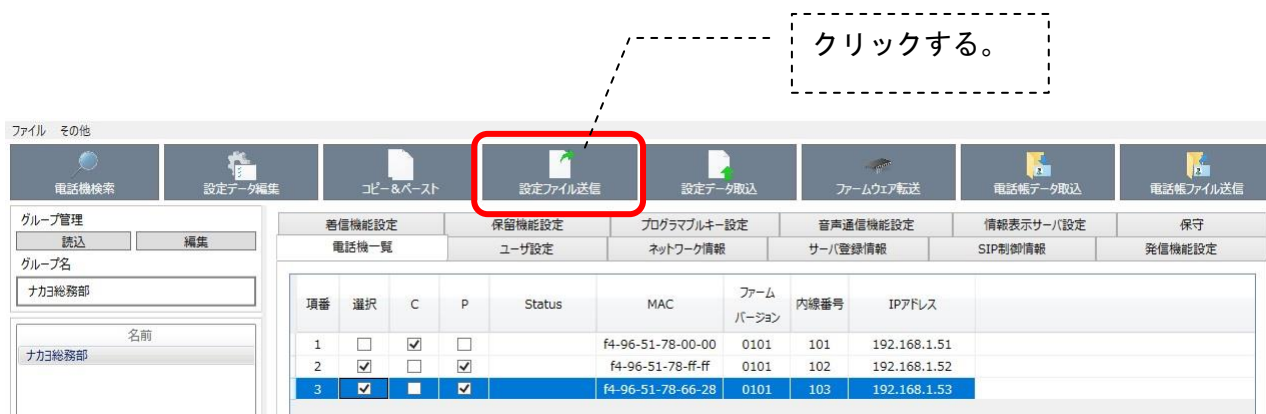 クリックする。
ファイル その他
電話機検索 設定データ編集 コピー&ペースト 設定ファイル送信 設定データ取込 ファームウェア転送 電話帳データ取込 電話帳ファイル送信
グループ管理
読込 編集
グループ名
ナカヨ総務部
名前
ナカヨ総務部
着信機能設定 保留機能設定 プログラマブルキー設定 音声通信機能設定 情報表示サーバ設定 保守
電話機一覧 ユーザ設定 ネットワーク情報 サーバ登録情報 SIP制御情報 発信機能設定
項番 選択 C P Status MAC ファームバージョン 内線番号 IPアドレス
1 f4-96-51-78-00-00 0101 101 192.168.1.51
2 f4-96-51-78-ff-ff 0101 102 192.168.1.52
3 f4-96-51-78-66-28 0101 103 192.168.1.53